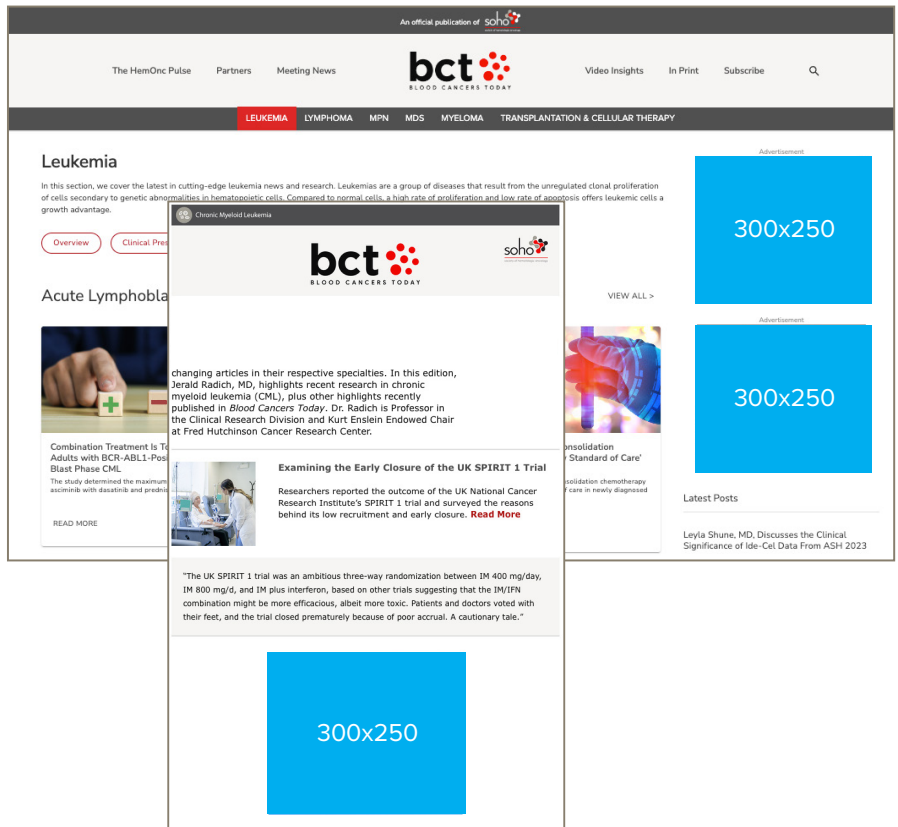 An official publication of soho
The HemOnc Pulse Partners Meeting News bct Video Insights In Print Subscribe
BLOOD CANCERS TODAY
LEUKEMIA LYMPHOMA MPN MDS MYELOMA TRANSPLANTATION & CELLULAR THERAPY
Leukemia
In this section, we cover the latest in cutting-edge leukemia news and research. Leukemias are a group of diseases that result from the unregulated clonal proliferation
of cells secondary to genetic abnormalities in hematopoietic cells. Compared to normal cells, a high rate of proliferation and low rate of apoptosis offers leukemic cells a
growth advantage.
Overview Clinical Pres
Acute Lymphobla
VIEW ALL >
Combination Treatment Is To
Adults with BCR-ABL1-Posi
Blast Phase CML
The study determined the maximum
asciminib with dasatinib and prednis
READ MORE
onsolidation
Standard of Care'
solidation chemotherapy
f care in newly diagnosed
Advertisement
300x250
Advertisement
300x250
Latest Posts
Leyla Shune, MD, Discusses the Clinical
Significance of Ide-Cel Data From ASH 2023
Chronic Myeloid Leukemia
bct
BLOOD CANCERS TODAY
soho
changing articles in their respective specialties. In this edition,
Jerald Radich, MD, highlights recent research in chronic
myeloid leukemia (CML), plus other highlights recently
published in Blood Cancers Today. Dr. Radich is Professor in
the Clinical Research Division and Kurt Enslein Endowed Chair
at Fred Hutchinson Cancer Research Center.
Examining the Early Closure of the UK SPIRIT 1 Trial
Researchers reported the outcome of the UK National Cancer
Research Institute's SPIRIT 1 trial and surveyed the reasons
behind its low recruitment and early closure. Read More
"The UK SPIRIT 1 trial was an ambitious three-way randomization between IM 400 mg/day,
IM 800 mg/d, and IM plus interferon, based on other trials suggesting that the IM/IFN
combination might be more efficacious, albeit more toxic. Patients and doctors voted with
their feet, and the trial closed prematurely because of poor accrual. A cautionary tale."
300x250